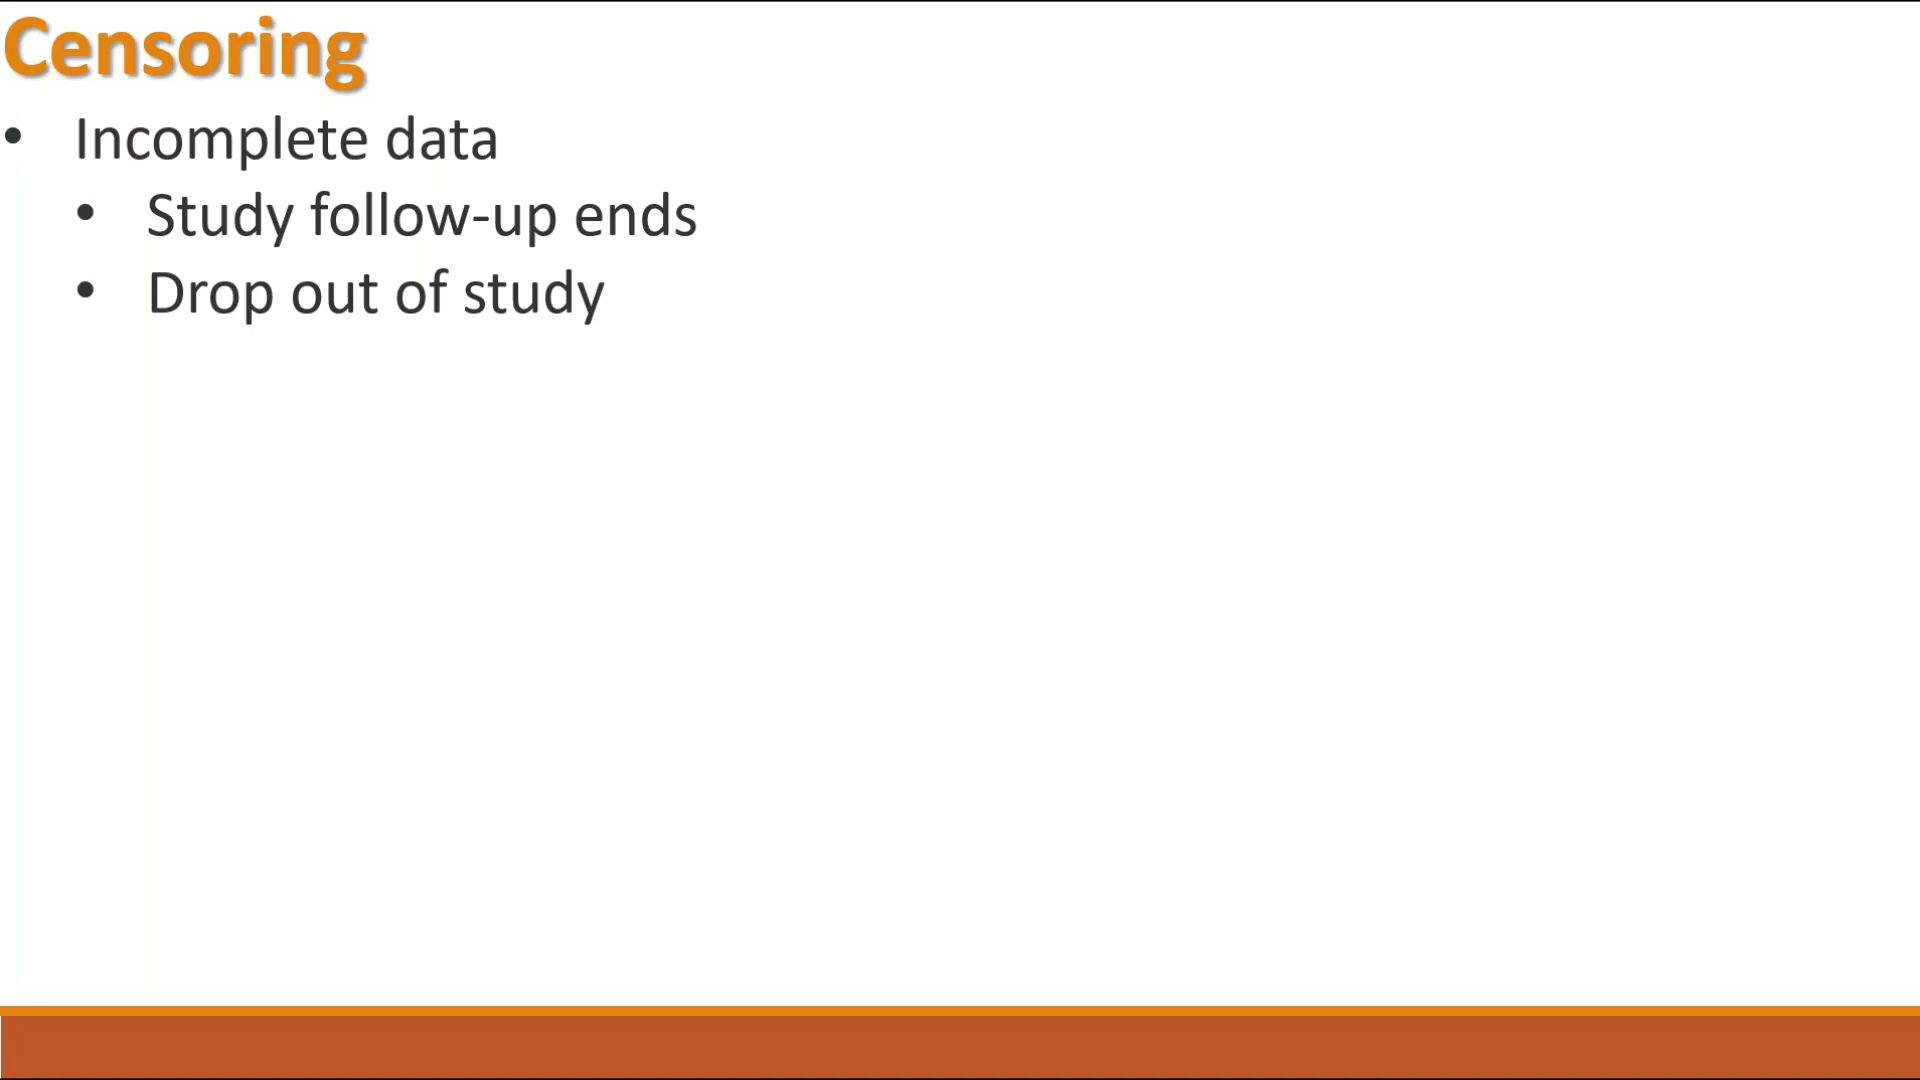 Censoring
• Incomplete data
• Study follow-up ends
• Drop out of study